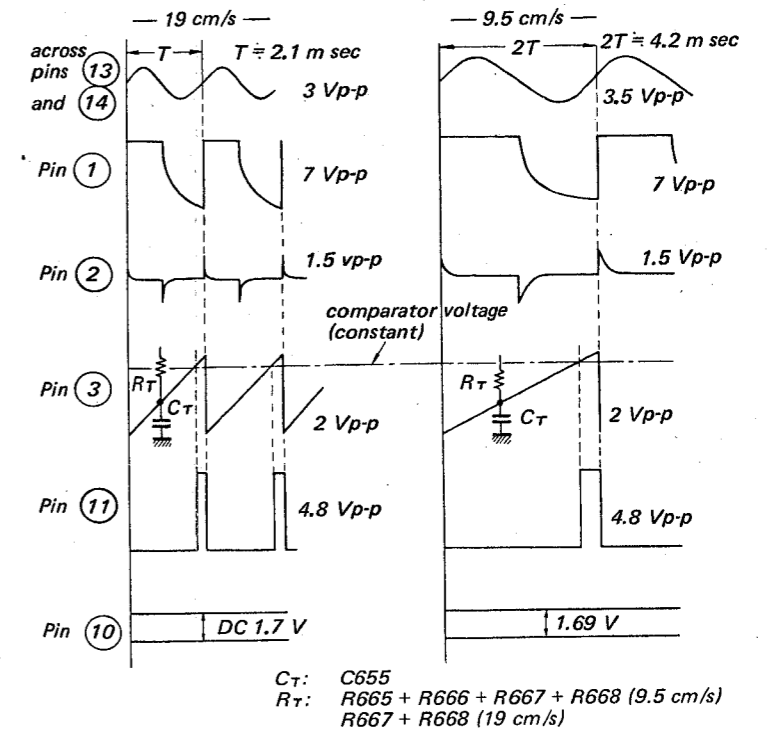 — 19 cm/s —
— 9.5 cm/s —
T
T ≒ 2.1 m sec
2T
2T ≒ 4.2 m sec
across
pins 13
and 14
3 Vp-p
3.5 Vp-p
Pin 1
7 Vp-p
7 Vp-p
Pin 2
1.5 vp-p
1.5 Vp-p
comparator voltage
(constant)
Pin 3
RT
CT
2 Vp-p
RT
CT
2 Vp-p
Pin 11
4.8 Vp-p
4.8 Vp-p
Pin 10
DC 1.7 V
1.69 V
CT: C655
RT: R665 + R666 + R667 + R668 (9.5 cm/s)
R667 + R668 (19 cm/s)